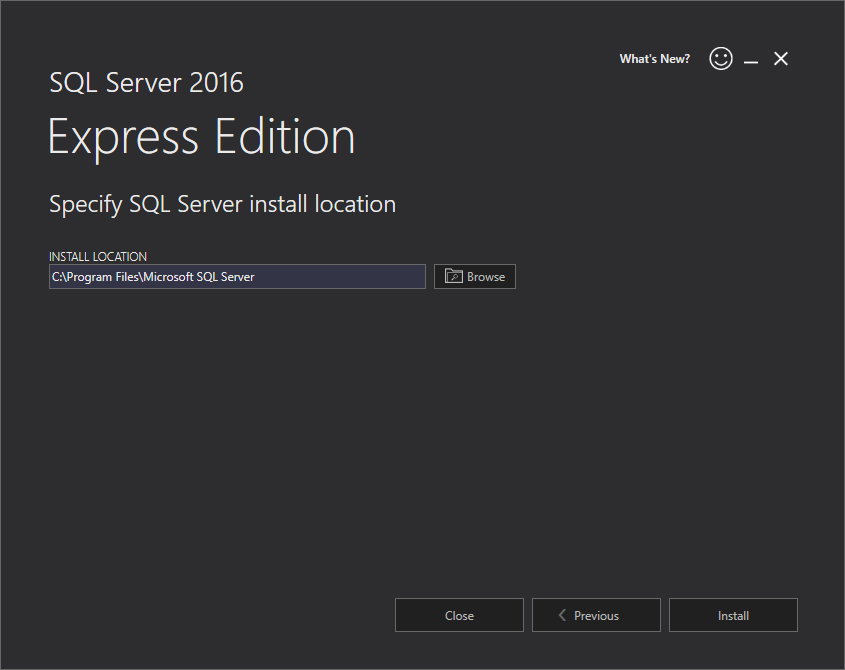 What's New?
SQL Server 2016
Express Edition
Specify SQL Server install location
INSTALL LOCATION
C:\Program Files\Microsoft SQL Server
Browse
Close
Previous
Install